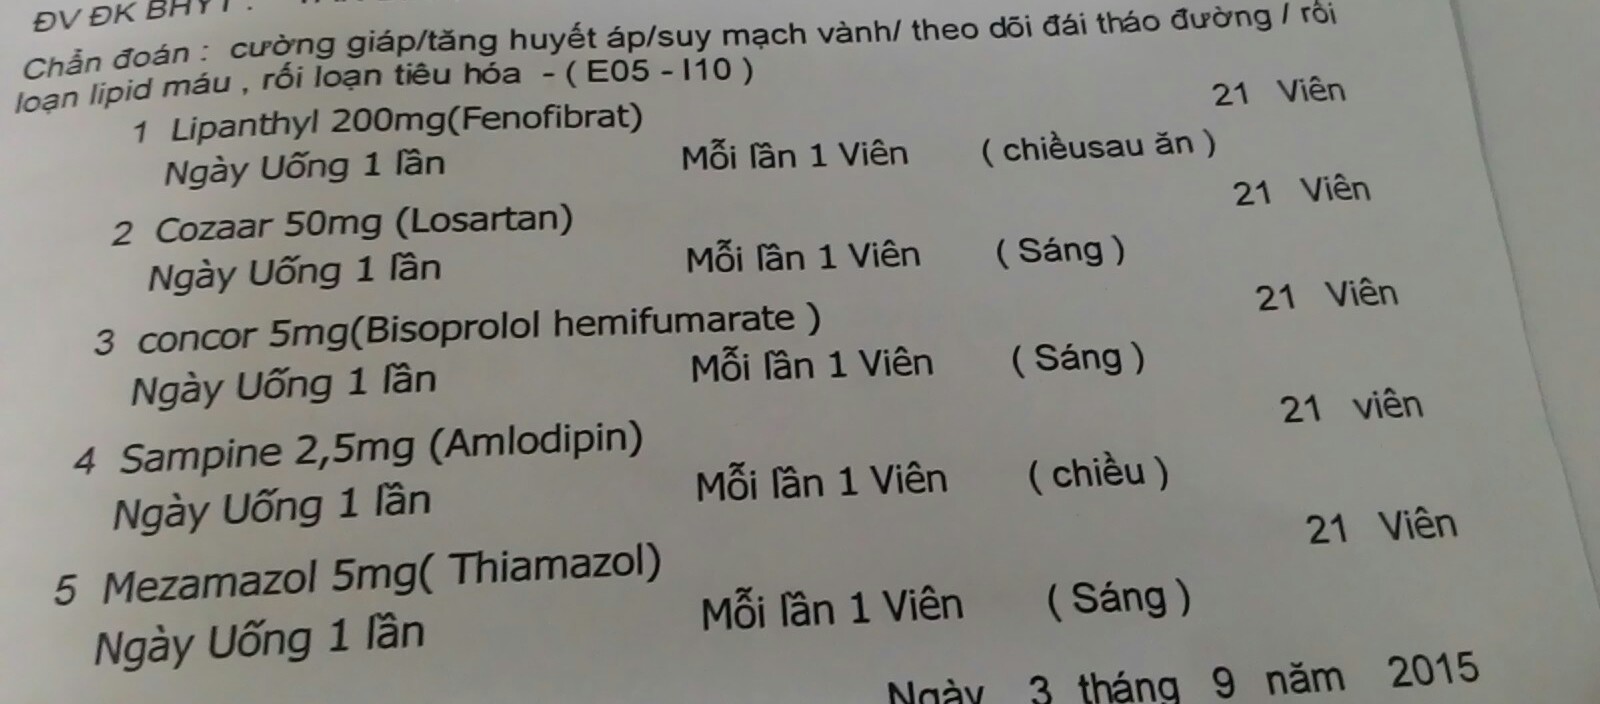 ĐV ĐK BHYT :
Chẩn đoán : cường giáp/tăng huyết áp/suy mạch vành/ theo dõi đái tháo đường / rối
loạn lipid máu , rối loạn tiêu hóa - ( E05 - I10 )
1 Lipanthyl 200mg(Fenofibrat) 21 Viên
Ngày Uống 1 lần Mỗi lần 1 Viên ( chiềusau ăn )
2 Cozaar 50mg (Losartan) 21 Viên
Ngày Uống 1 lần Mỗi lần 1 Viên ( Sáng )
3 concor 5mg(Bisoprolol hemifumarate ) 21 Viên
Ngày Uống 1 lần Mỗi lần 1 Viên ( Sáng )
4 Sampine 2,5mg (Amlodipin) 21 viên
Ngày Uống 1 lần Mỗi lần 1 Viên ( chiều )
5 Mezamazol 5mg( Thiamazol) 21 Viên
Ngày Uống 1 lần Mỗi lần 1 Viên ( Sáng )
Ngày 3 tháng 9 năm 2015